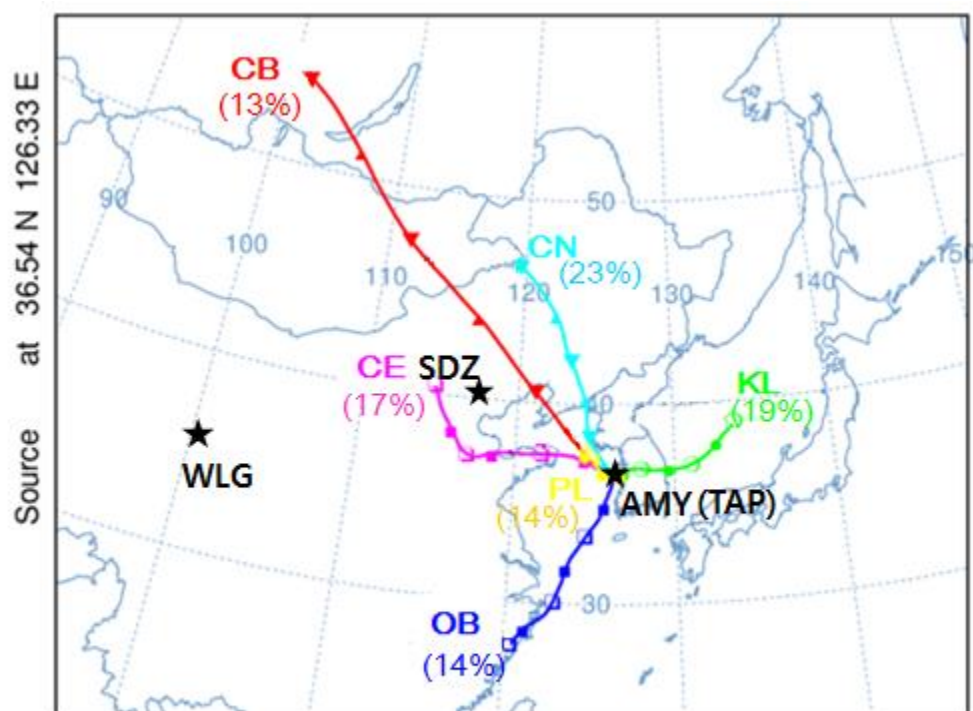 Source at 36.54 N 126.33 E
CB
(13%)
90
50
100
CN
(23%)
110
120
130
140
150
CE
SDZ
(17%)
KL
(19%)
40
WLG
PL
AMY (TAP)
(14%)
30
OB
(14%)